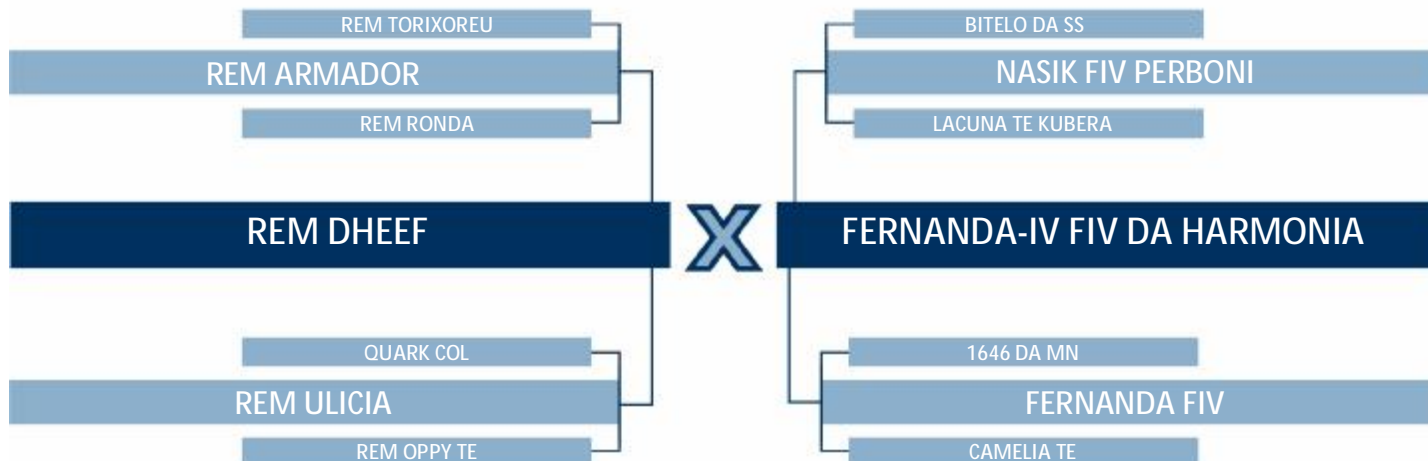 REM TORIXOREU
REM ARMADOR
REM RONDA
REM DHEEF
QUARK COL
REM ULICIA
REM OPPY TE
X
BITELO DA SS
NASIK FIV PERBONI
LACUNA TE KUBERA
FERNANDA-IV FIV DA HARMONIA
1646 DA MN
FERNANDA FIV
CAMELIA TE